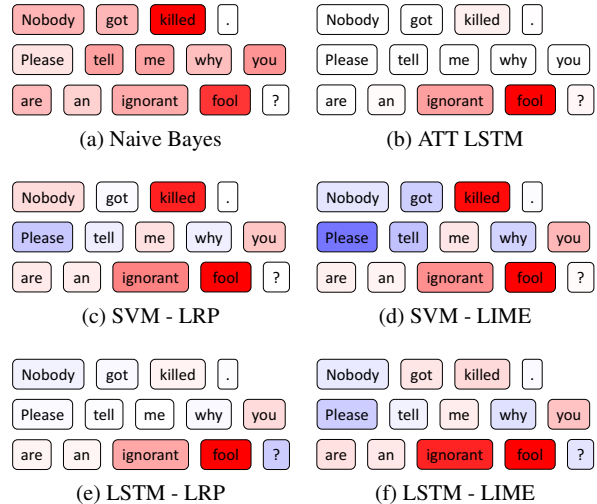 Nobody got killed .
Please tell me why you
are an ignorant fool ?
(a) Naive Bayes
Nobody got killed .
Please tell me why you
are an ignorant fool ?
(b) ATT LSTM
Nobody got killed .
Please tell me why you
are an ignorant fool ?
(c) SVM - LRP
Nobody got killed .
Please tell me why you
are an ignorant fool ?
(d) SVM - LIME
Nobody got killed .
Please tell me why you
are an ignorant fool ?
(e) LSTM - LRP
Nobody got killed .
Please tell me why you
are an ignorant fool ?
(f) LSTM - LIME